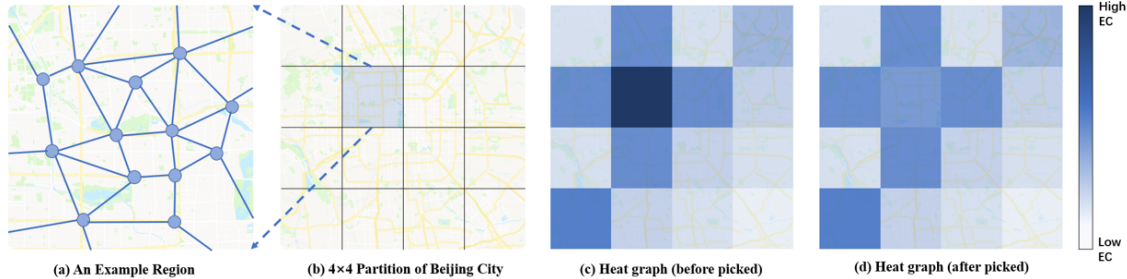 High
EC
Low
EC
(a) An Example Region
(b) 4×4 Partition of Beijing City
(c) Heat graph (before picked)
(d) Heat graph (after picked)